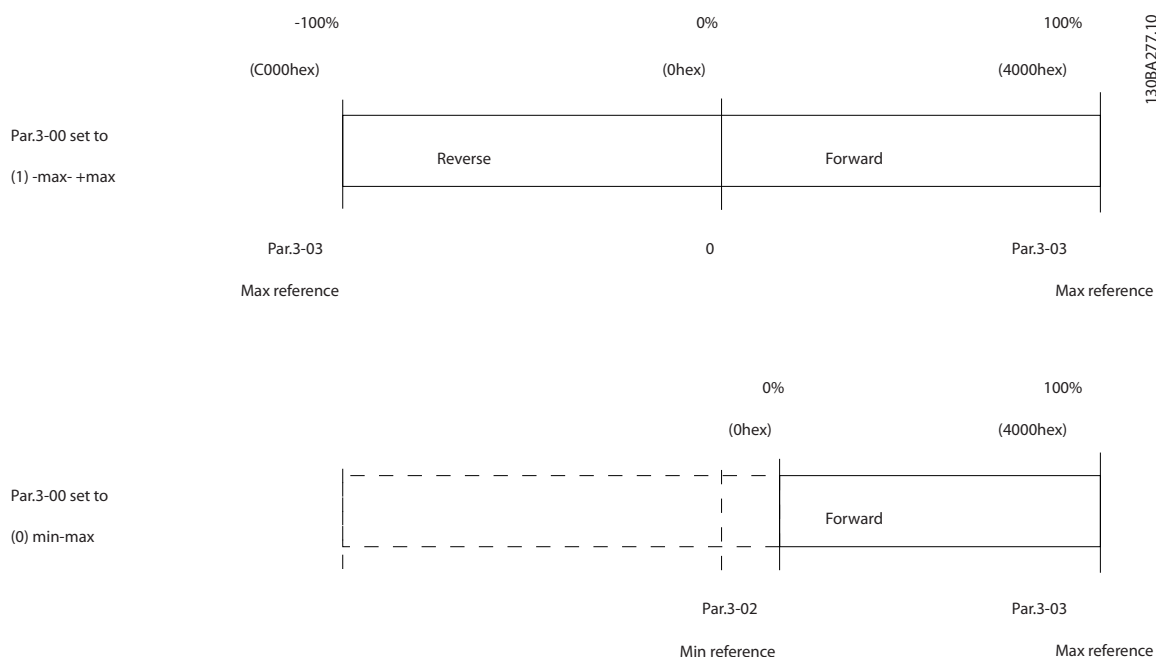 -100% 0% 100%
(C000hex) (0hex) (4000hex)
130BA277.10
Par.3-00 set to
(1) -max- +max
Reverse Forward
Par.3-03 0 Par.3-03
Max reference Max reference
0% 100%
(0hex) (4000hex)
Par.3-00 set to
(0) min-max
Forward
Par.3-02 Par.3-03
Min reference Max reference